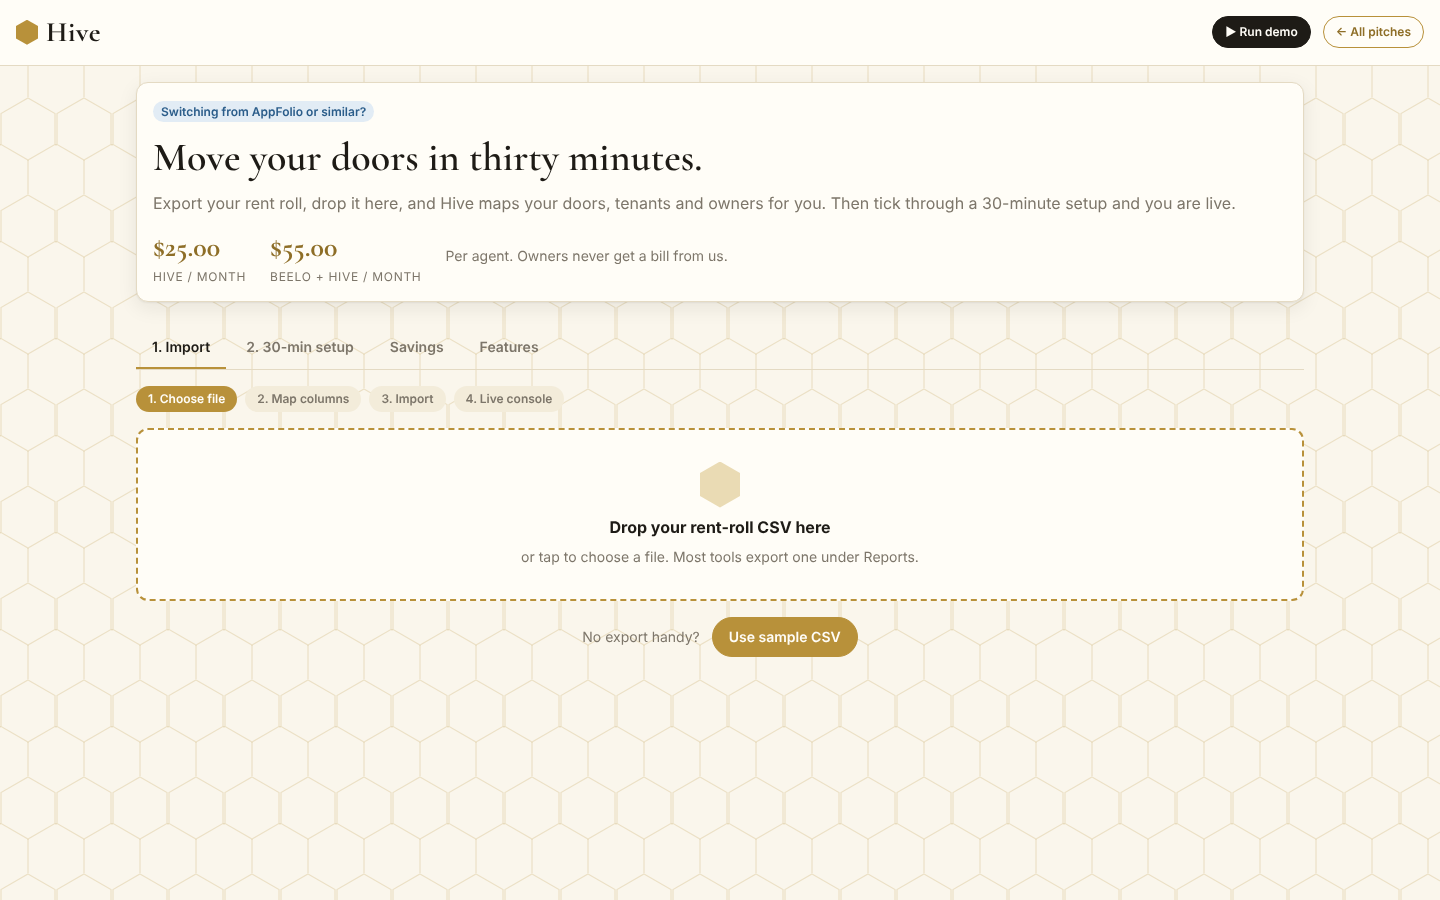 Hive
▶ Run demo
← All pitches
Switching from AppFolio or similar?
Move your doors in thirty minutes.
Export your rent roll, drop it here, and Hive maps your doors, tenants and owners for you. Then tick through a 30-minute setup and you are live.
$25.00
HIVE / MONTH
$55.00
BEELO + HIVE / MONTH
Per agent. Owners never get a bill from us.
1. Import
2. 30-min setup
Savings
Features
1. Choose file
2. Map columns
3. Import
4. Live console
Drop your rent-roll CSV here
or tap to choose a file. Most tools export one under Reports.
No export handy?
Use sample CSV